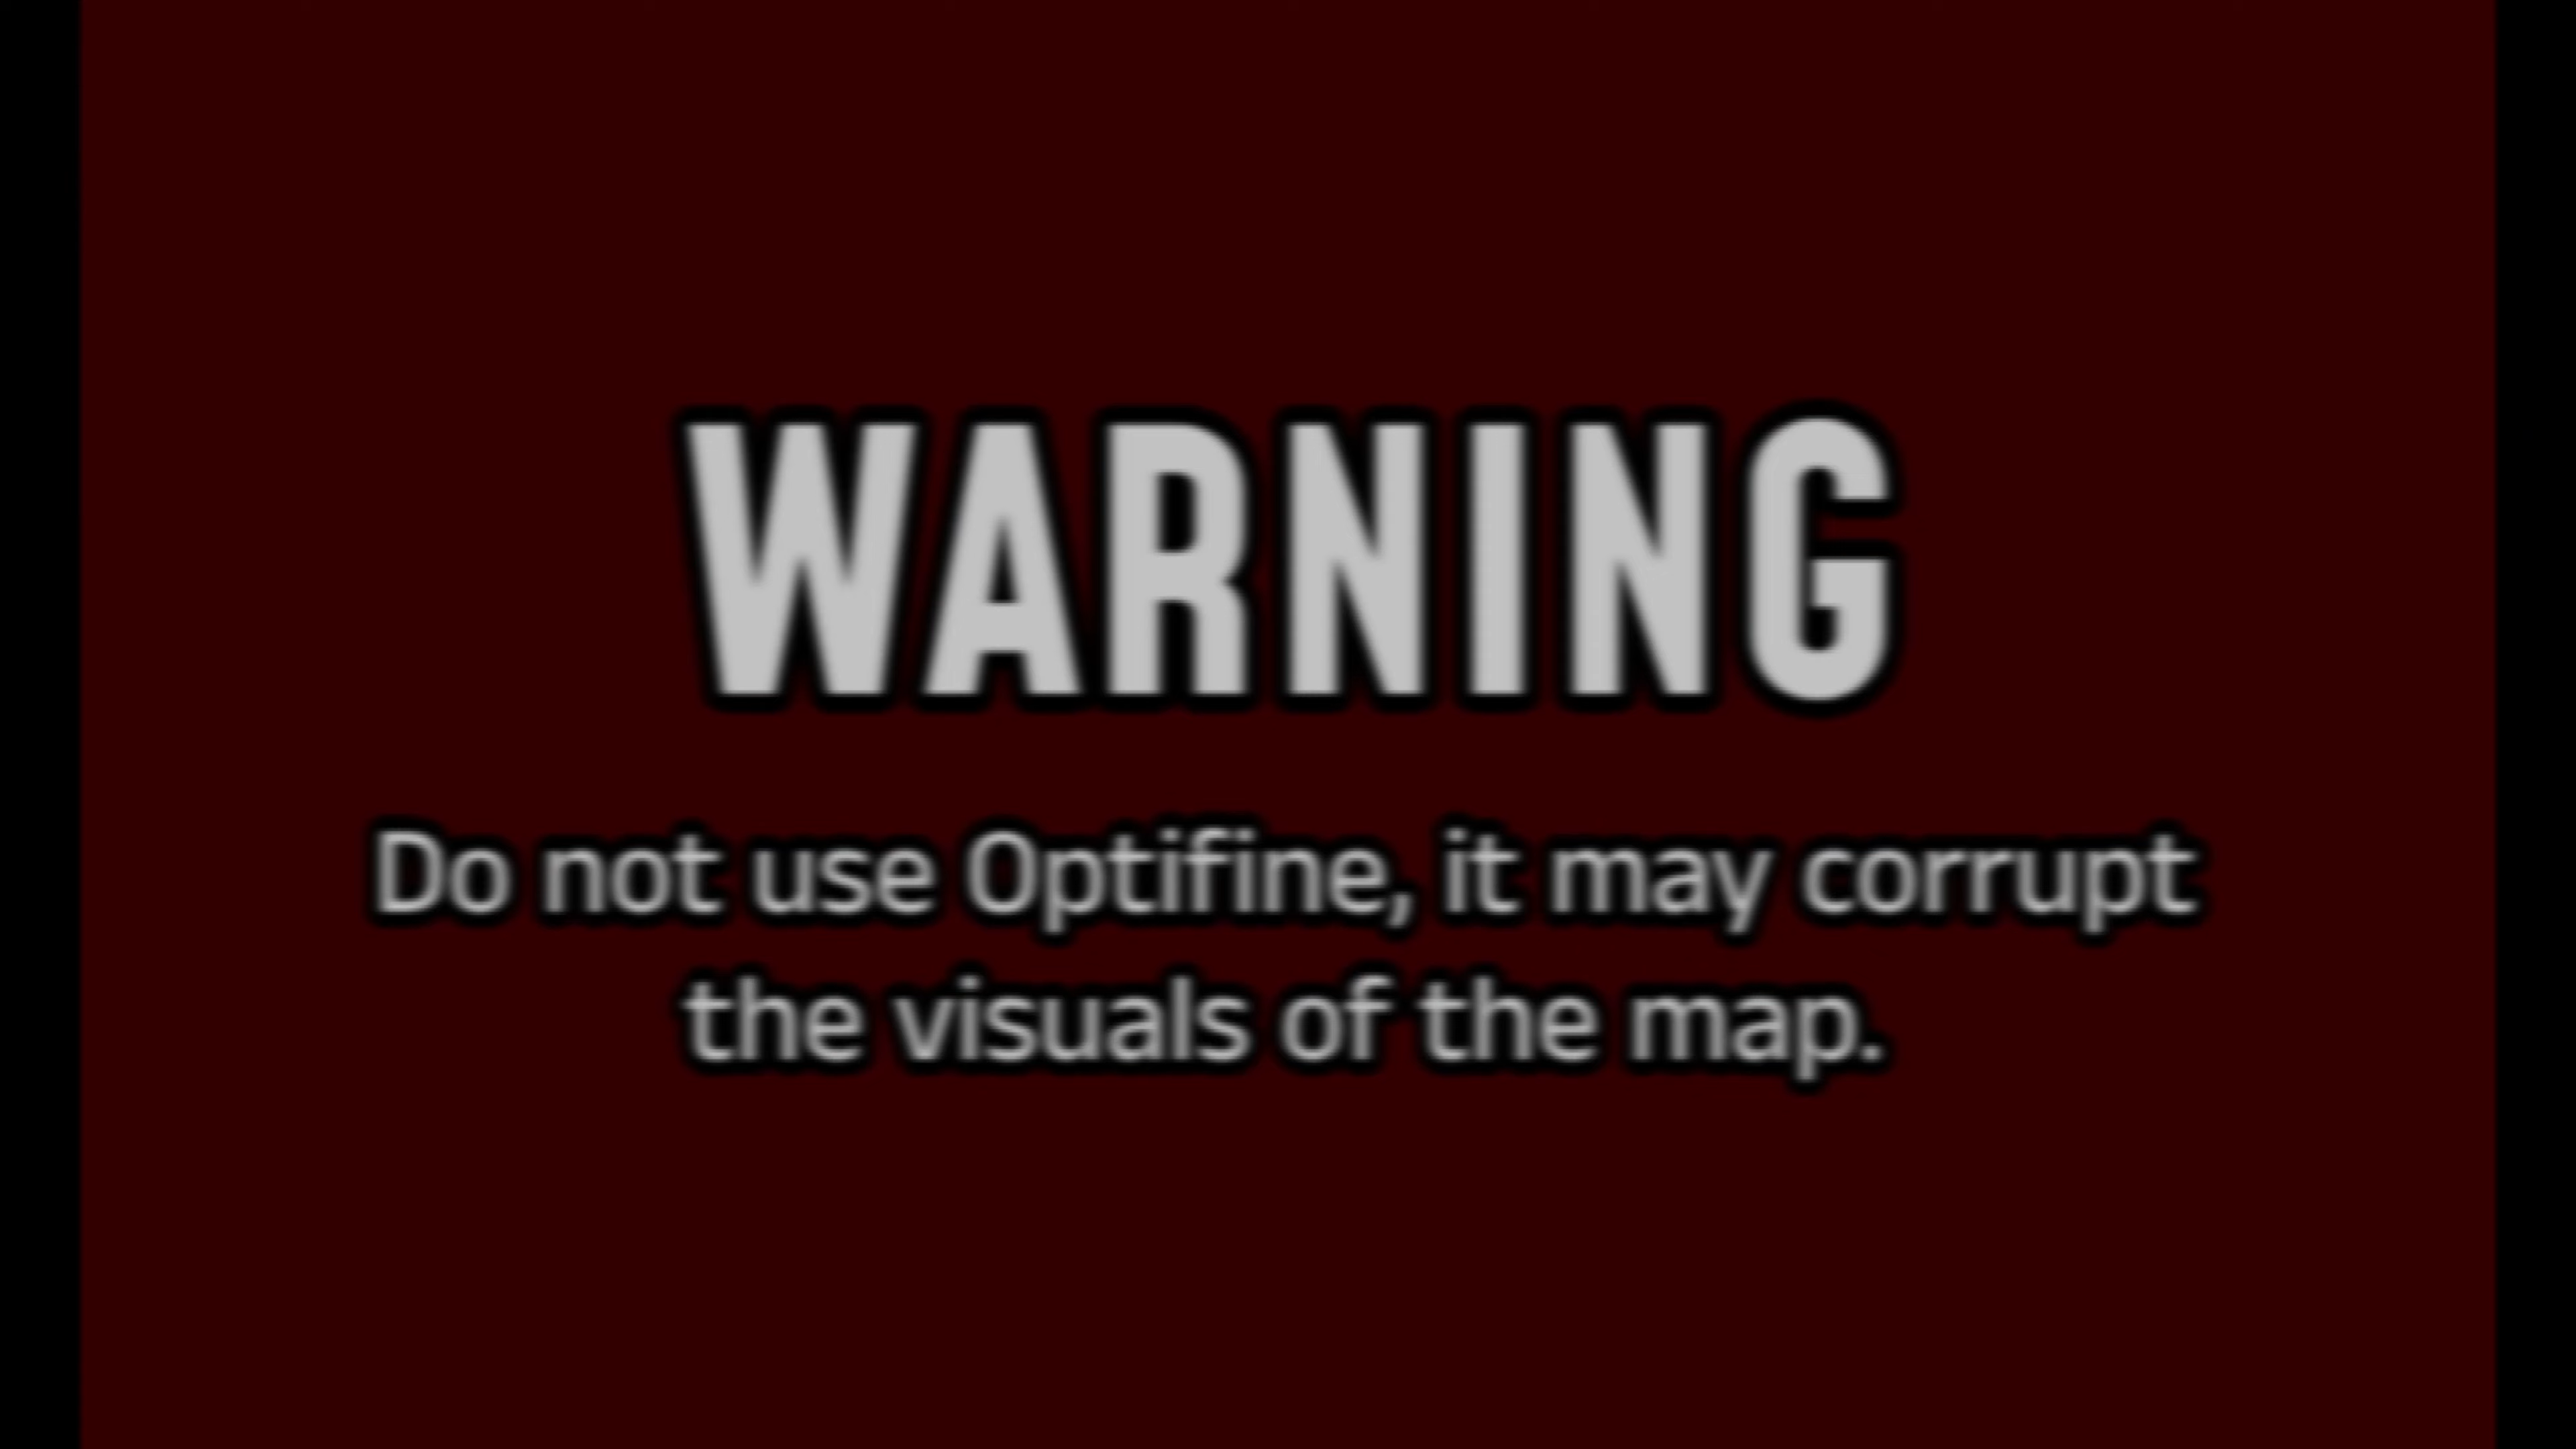 WARNING
Do not use Optifine, it may corrupt
the visuals of the map.